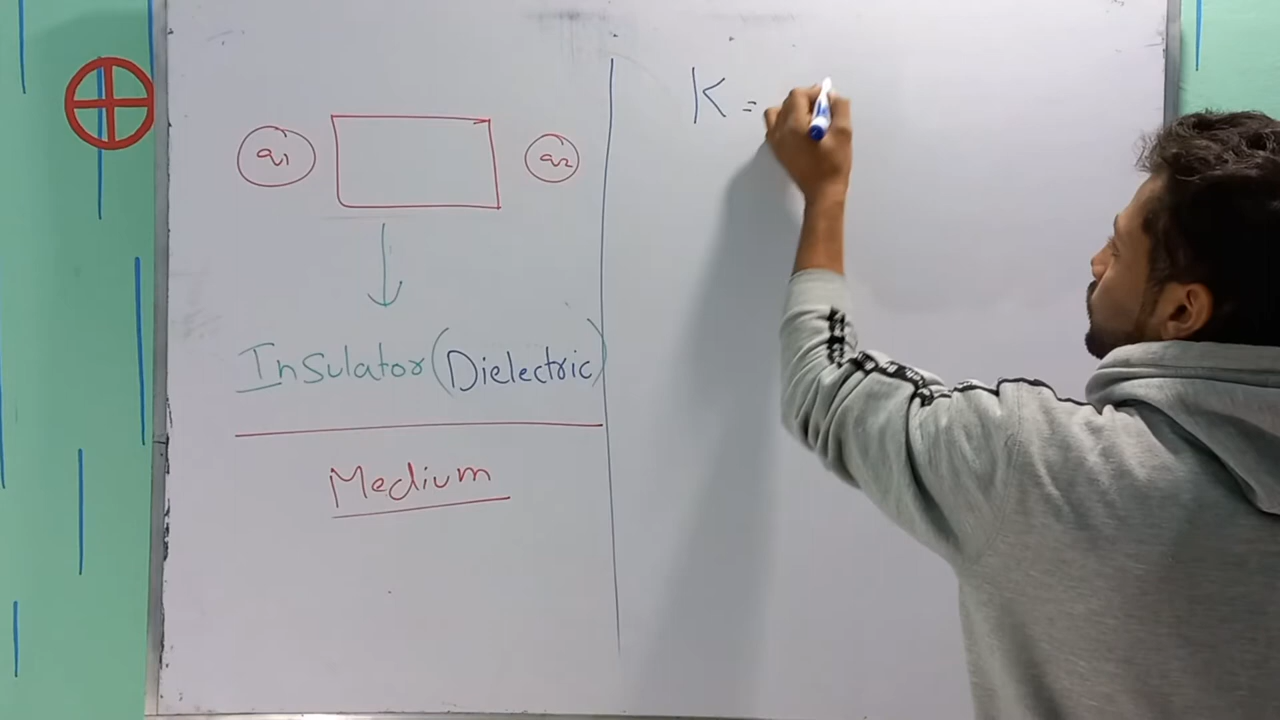 q1 q2
Insulator (Dielectric)
Medium
K =